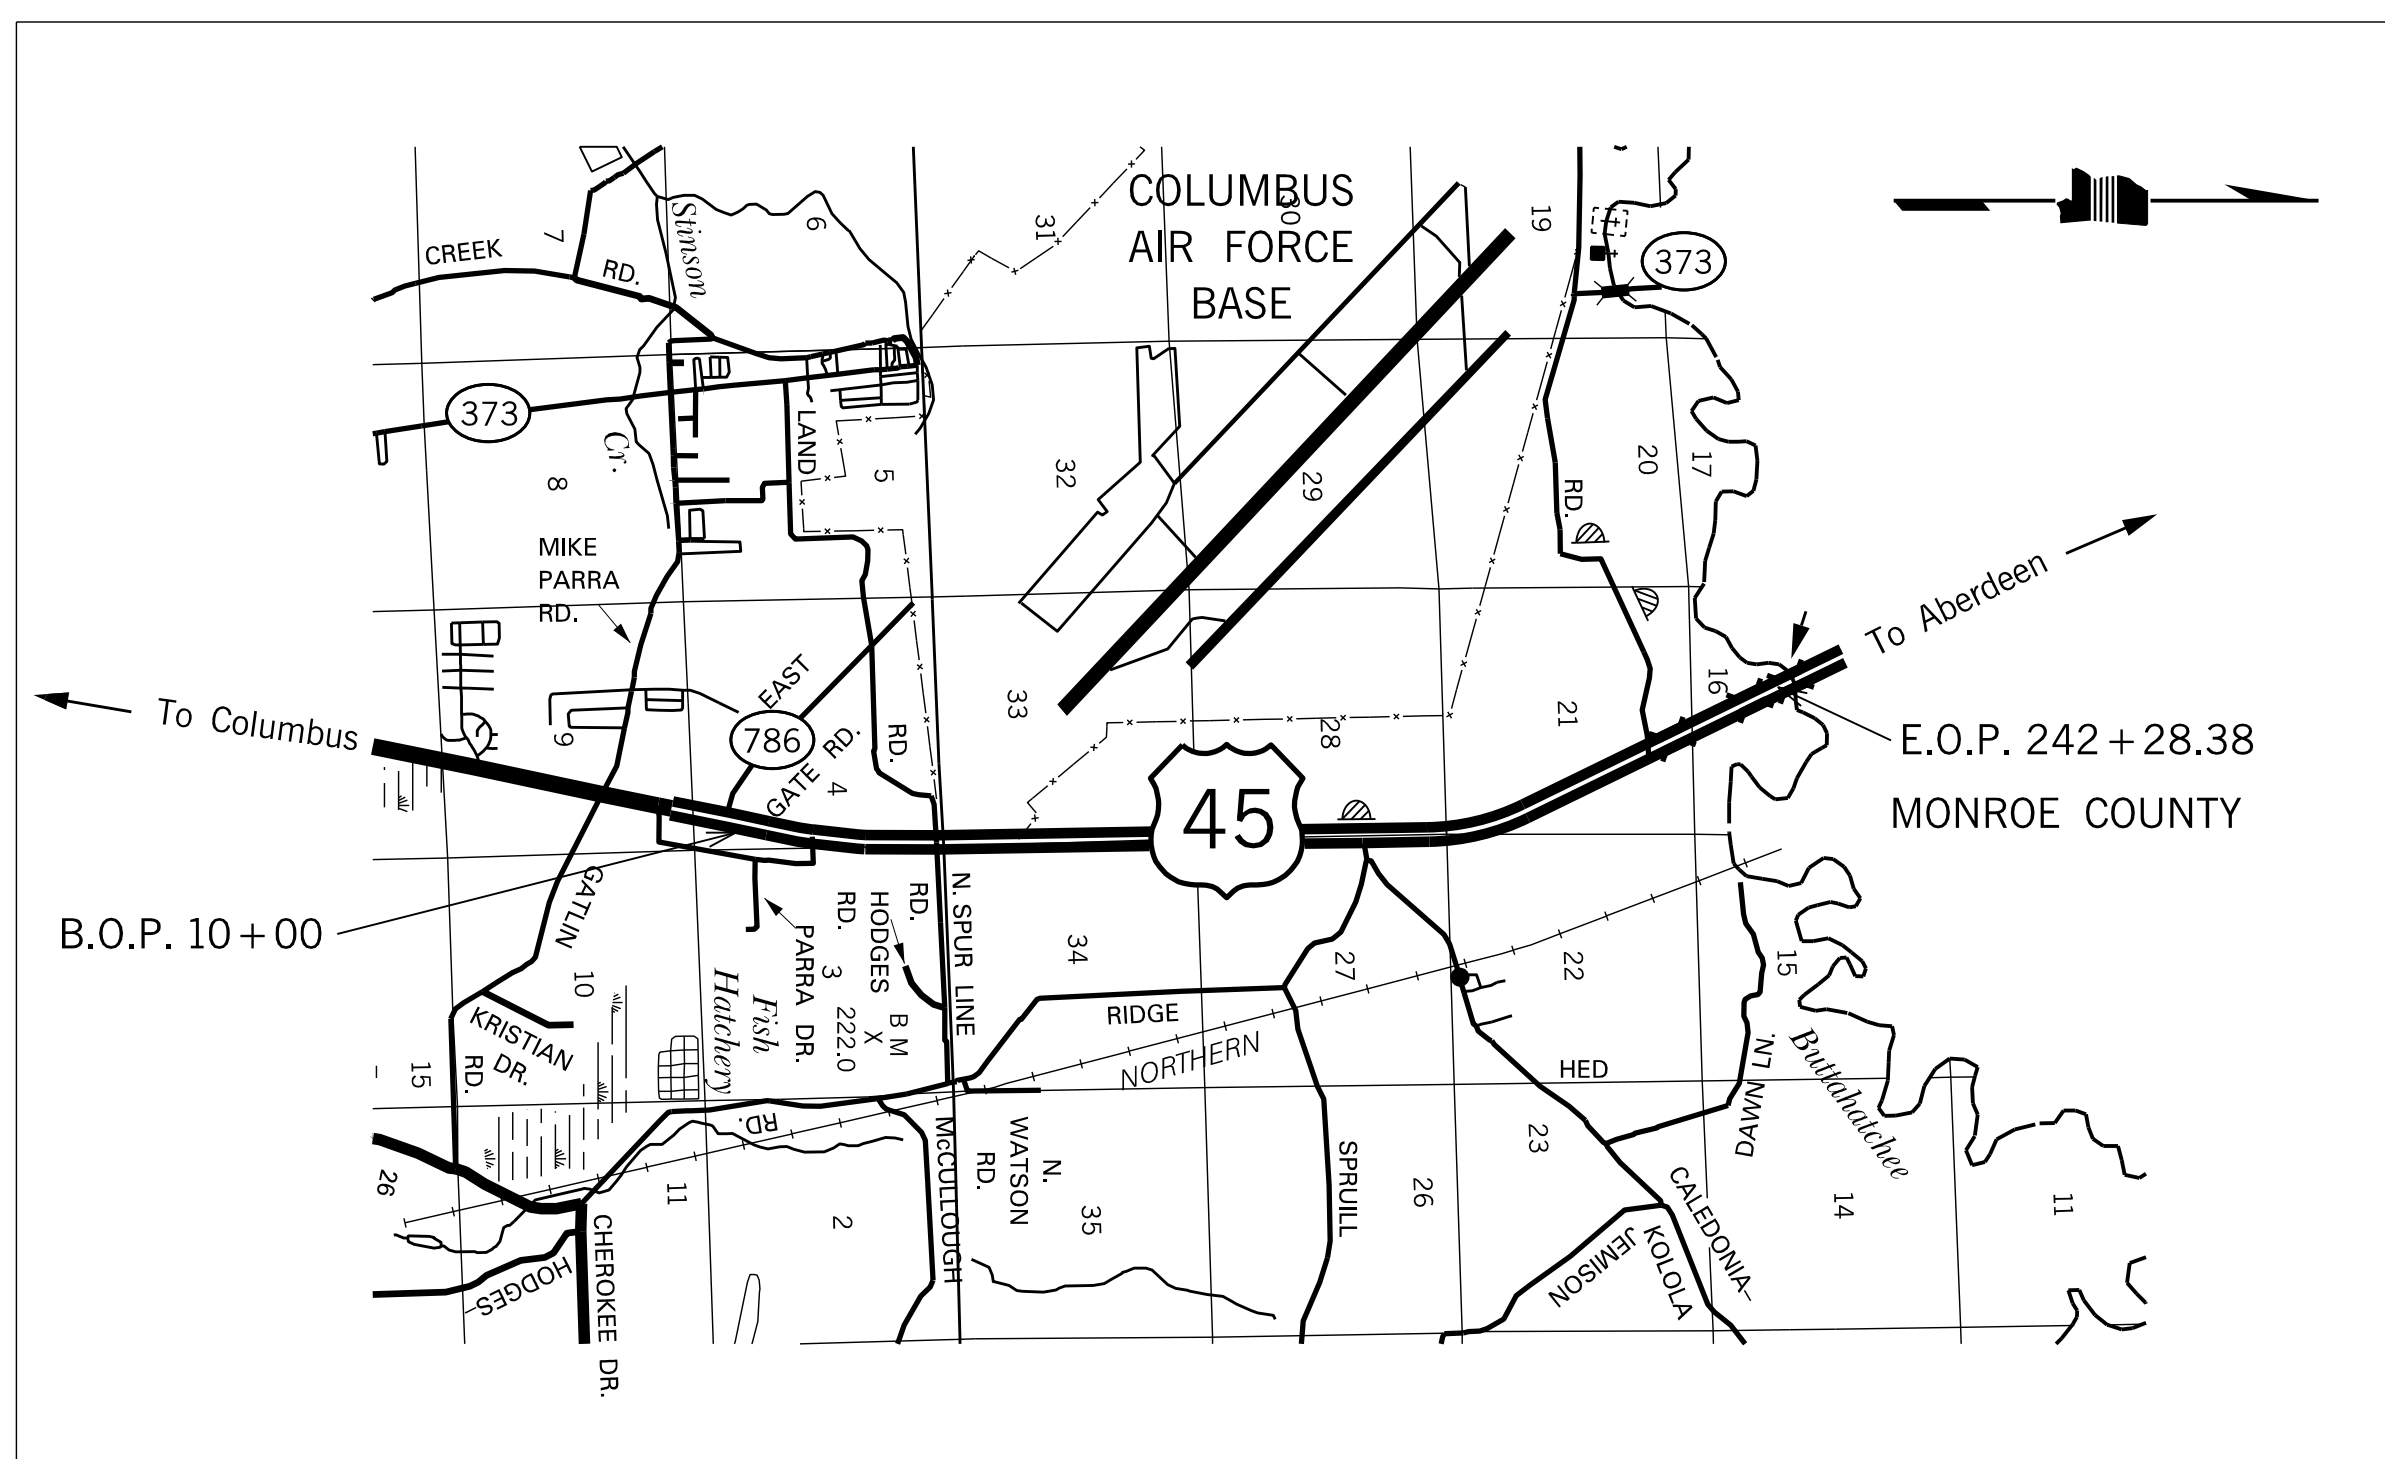 COLUMBUS
AIR FORCE
BASE
30
31
19
373
6
7
CREEK
RD.
Stinson
Cr.
373
LAND
RD.
5
32
29
20
17
RD.
8
MIKE
PARRA
RD.
To Aberdeen
EAST
786
GATE RD.
4
33
28
21
16
To Columbus
9
45
E.O.P. 242+28.38
MONROE COUNTY
B.O.P. 10+00
GATLIN
RD.
10
KRISTIAN
DR.
15
Fish
Hatchery
PARRA DR.
3
HODGES
RD.
B M
X
222.0
RD.
N. SPUR LINE
34
RIDGE
RD.
NORTHERN
27
22
15
HED
DAWN LN.
Buttahatchee
26
11
2
McCULLOUGH
N.
WATSON
RD.
35
SPRUILL
26
23
CALEDONIA-
KOLOLA
JEMISON
14
11
HODGES-
CHEROKEE DR.